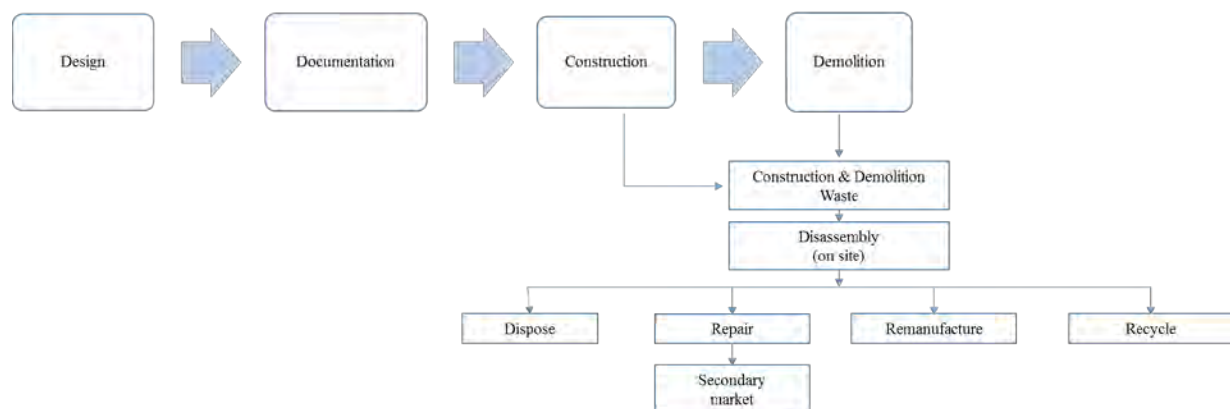 Design
Documentation
Construction
Demolition
Construction & Demolition
Waste
Disassembly
(on site)
Dispose
Repair
Remanufacture
Recycle
Secondary
market